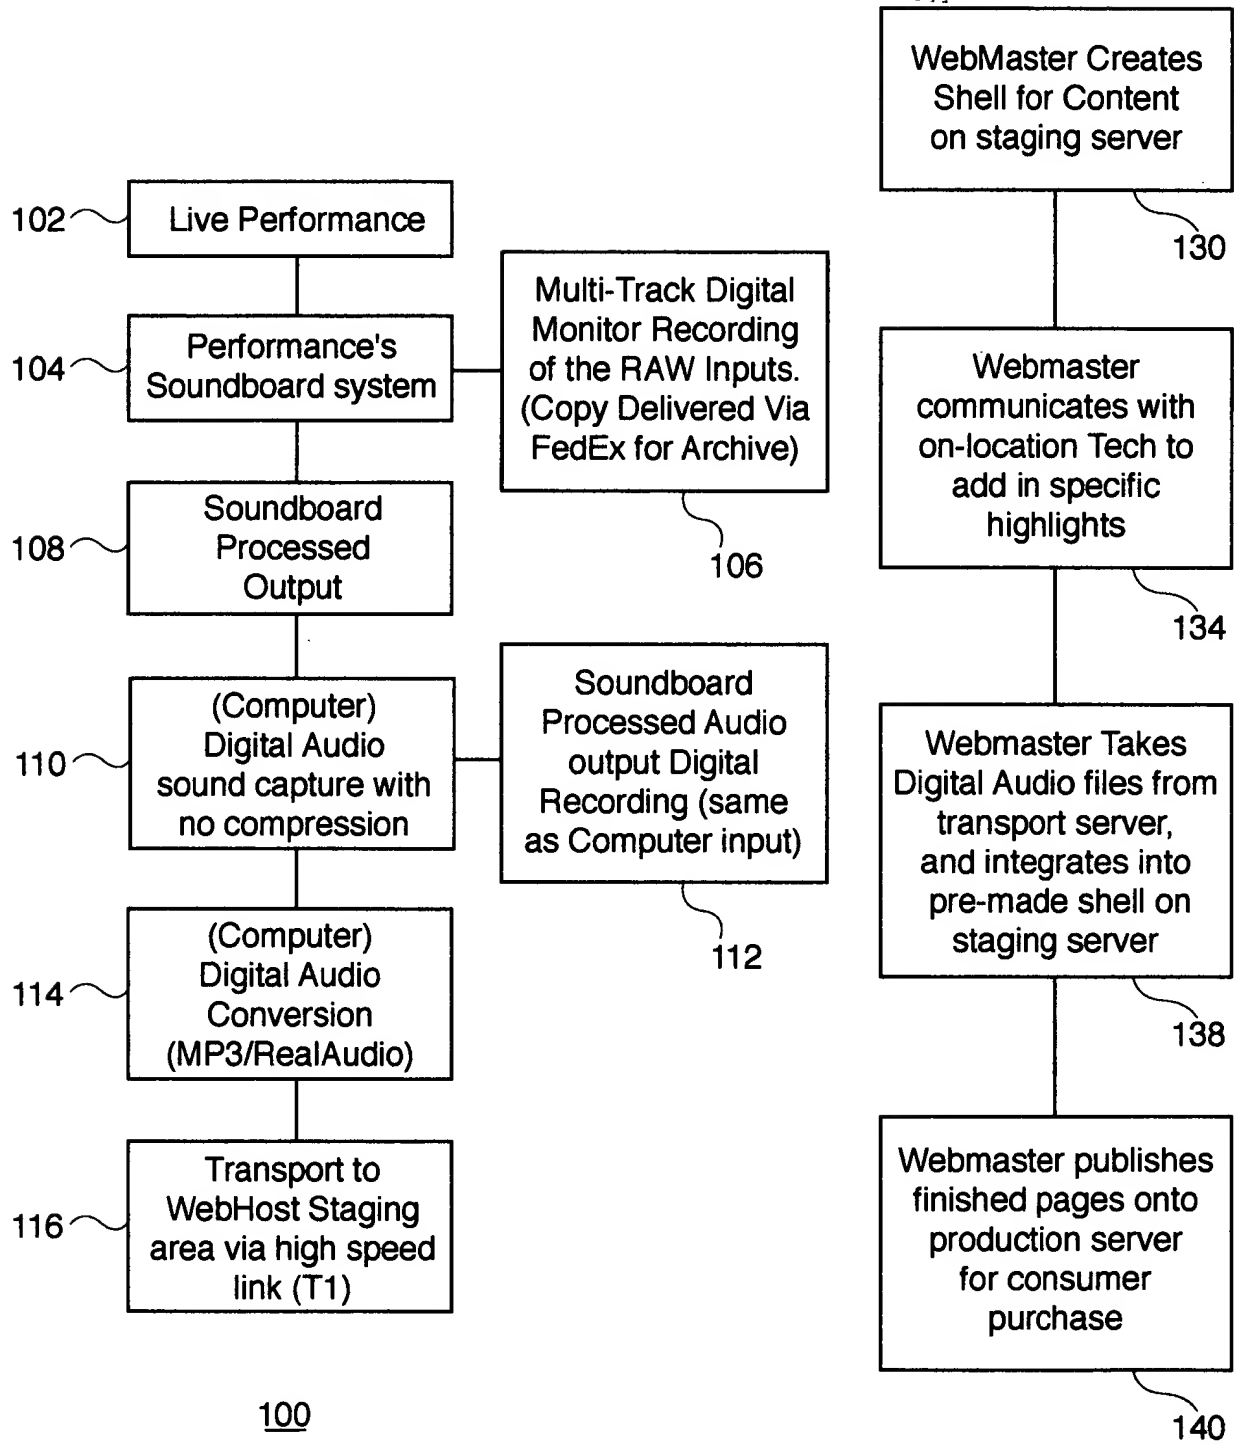 102
Live Performance
104
Performance's
Soundboard system
Multi-Track Digital
Monitor Recording
of the RAW Inputs.
(Copy Delivered Via
FedEx for Archive)
106
108
Soundboard
Processed
Output
110
(Computer)
Digital Audio
sound capture with
no compression
Soundboard
Processed Audio
output Digital
Recording (same
as Computer input)
112
114
(Computer)
Digital Audio
Conversion
(MP3/RealAudio)
116
Transport to
WebHost Staging
area via high speed
link (T1)
100
WebMaster Creates
Shell for Content
on staging server
130
Webmaster
communicates with
on-location Tech to
add in specific
highlights
134
Webmaster Takes
Digital Audio files from
transport server,
and integrates into
pre-made shell on
staging server
138
Webmaster publishes
finished pages onto
production server
for consumer
purchase
140